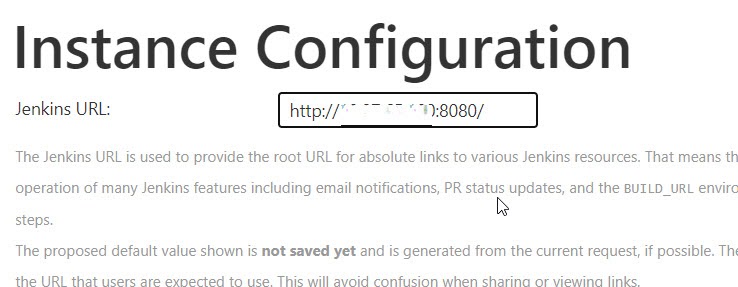 Instance Configuration
Jenkins URL:
http:// :8080/
The Jenkins URL is used to provide the root URL for absolute links to various Jenkins resources. That means th
operation of many Jenkins features including email notifications, PR status updates, and the BUILD_URL enviro
steps.
The proposed default value shown is not saved yet and is generated from the current request, if possible. The
the URL that users are expected to use. This will avoid confusion when sharing or viewing links.